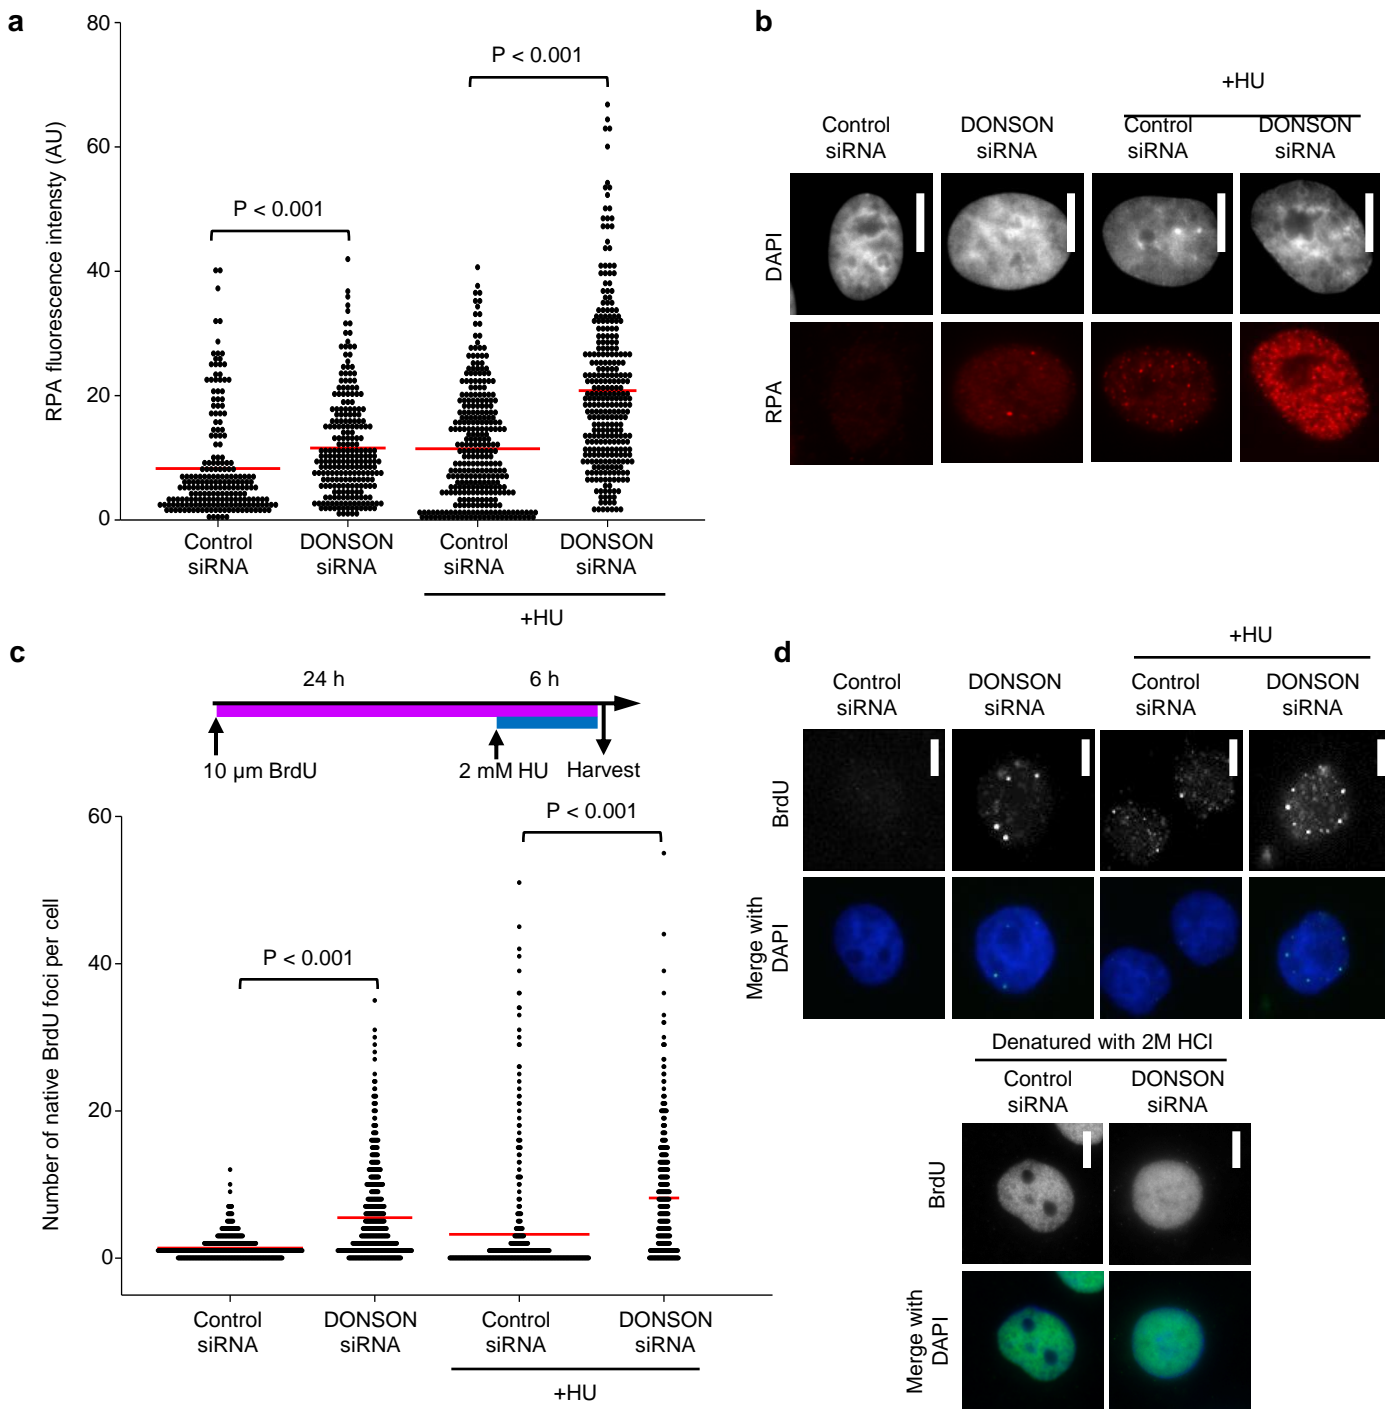 a
80
60
40
20
0
RPA fluorescence intensty (AU)
P < 0.001
P < 0.001
Control
siRNA
DONSON
siRNA
Control
siRNA
DONSON
siRNA
+HU
b
+HU
Control
siRNA
DONSON
siRNA
Control
siRNA
DONSON
siRNA
DAPI
RPA
c
24 h
6 h
10 μm BrdU
2 mM HU
Harvest
60
40
20
0
Number of native BrdU foci per cell
P < 0.001
P < 0.001
Control
siRNA
DONSON
siRNA
Control
siRNA
DONSON
siRNA
+HU
d
+HU
Control
siRNA
DONSON
siRNA
Control
siRNA
DONSON
siRNA
BrdU
Merge with
DAPI
Denatured with 2M HCl
Control
siRNA
DONSON
siRNA
BrdU
Merge with
DAPI